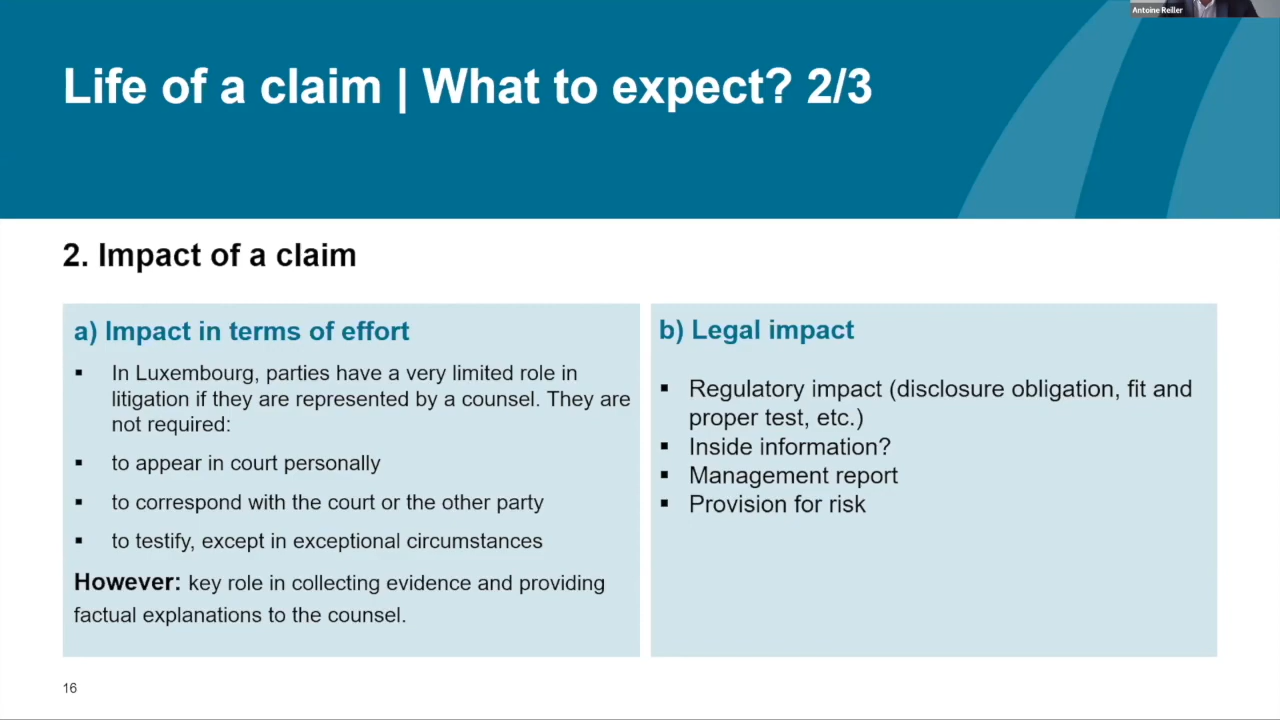 Antoine Reiller
Life of a claim | What to expect? 2/3
2. Impact of a claim
a) Impact in terms of effort
▪ In Luxembourg, parties have a very limited role in
litigation if they are represented by a counsel. They are
not required:
▪ to appear in court personally
▪ to correspond with the court or the other party
▪ to testify, except in exceptional circumstances
However: key role in collecting evidence and providing
factual explanations to the counsel.
b) Legal impact
▪ Regulatory impact (disclosure obligation, fit and
proper test, etc.)
▪ Inside information?
▪ Management report
▪ Provision for risk
16